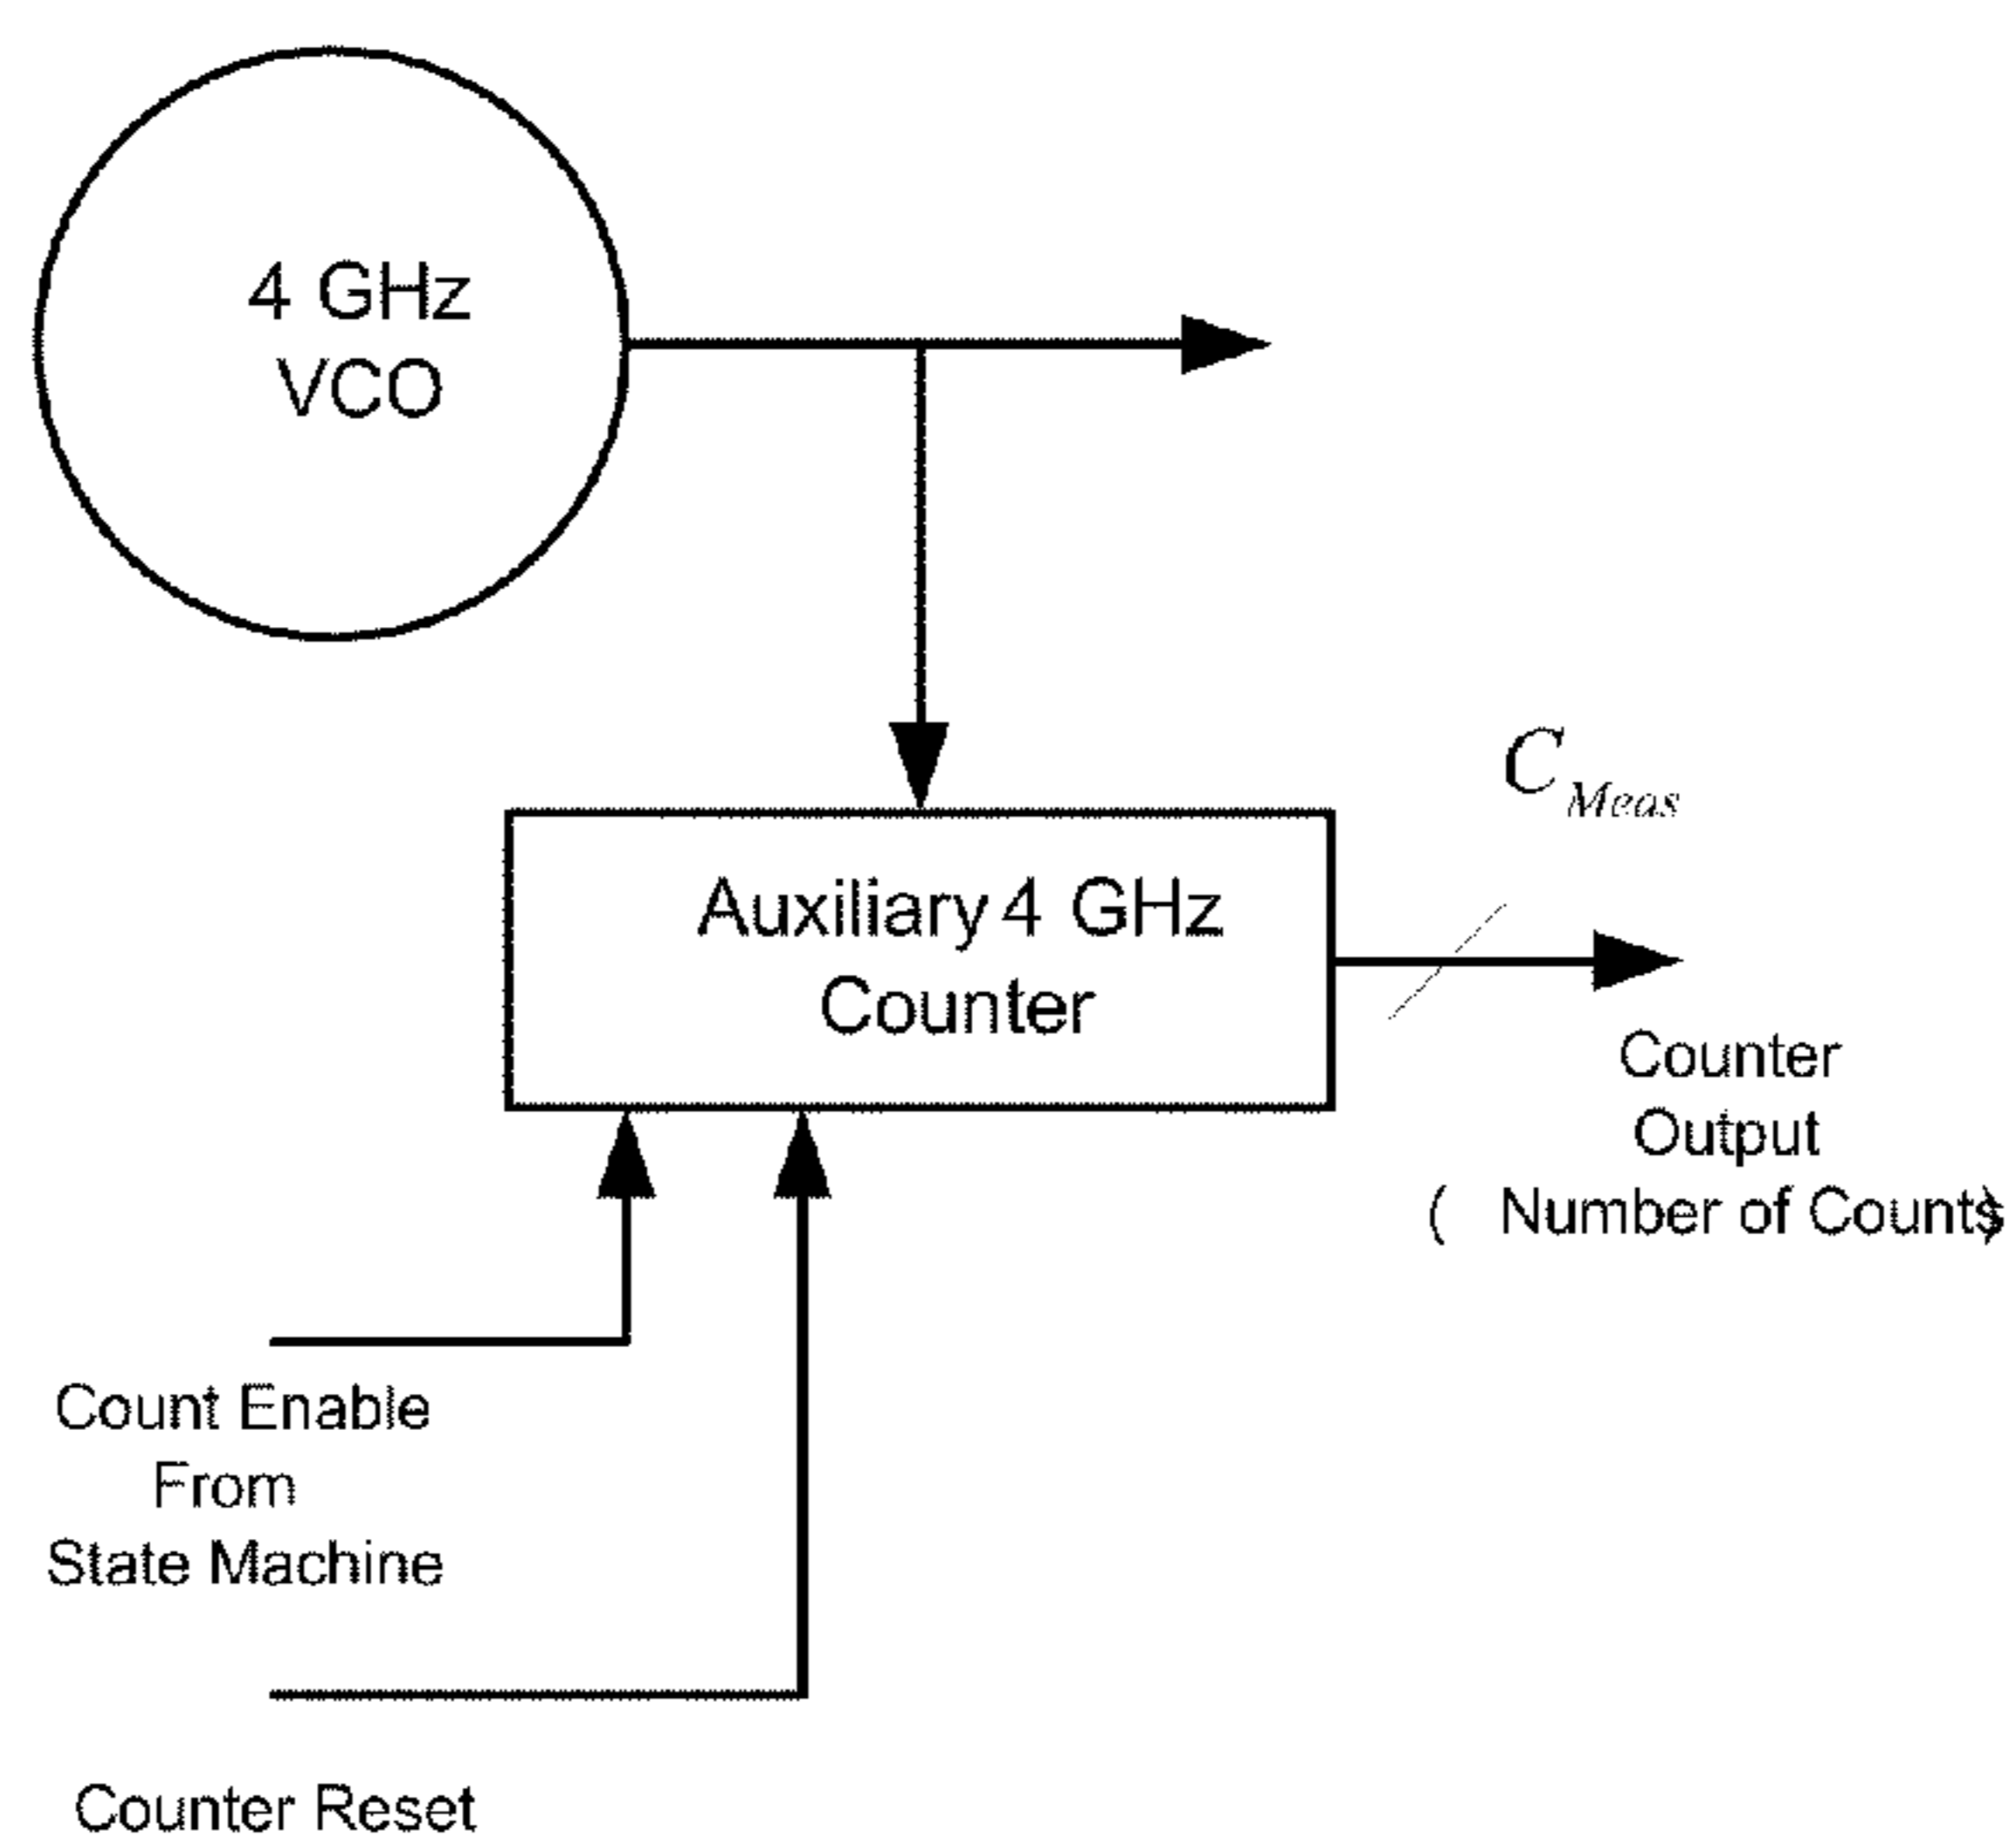 4 GHz
VCO
C Meas
Auxiliary 4 GHz
Counter
Counter
Output
( Number of Counts)
Count Enable
From
State Machine
Counter Reset